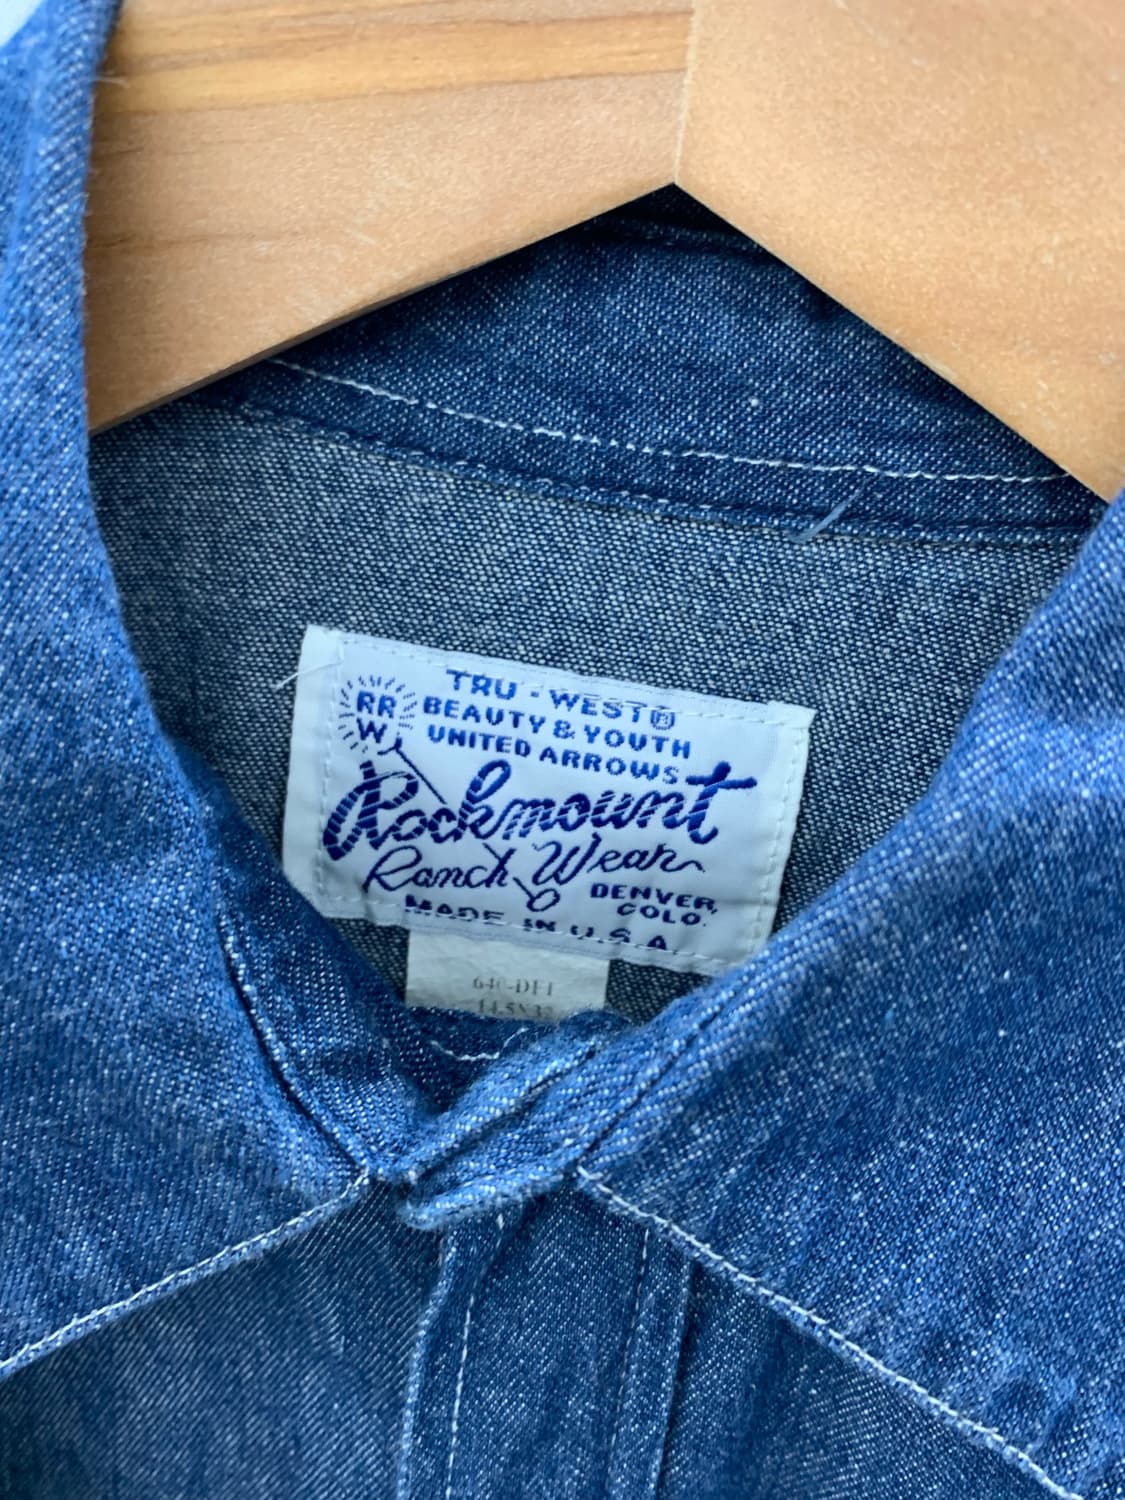 TRU-WEST®
RR
W
BEAUTY & YOUTH
UNITED ARROWS
Rockmount
Ranch Wear
DENVER,
COLO.
MADE IN U.S.A.